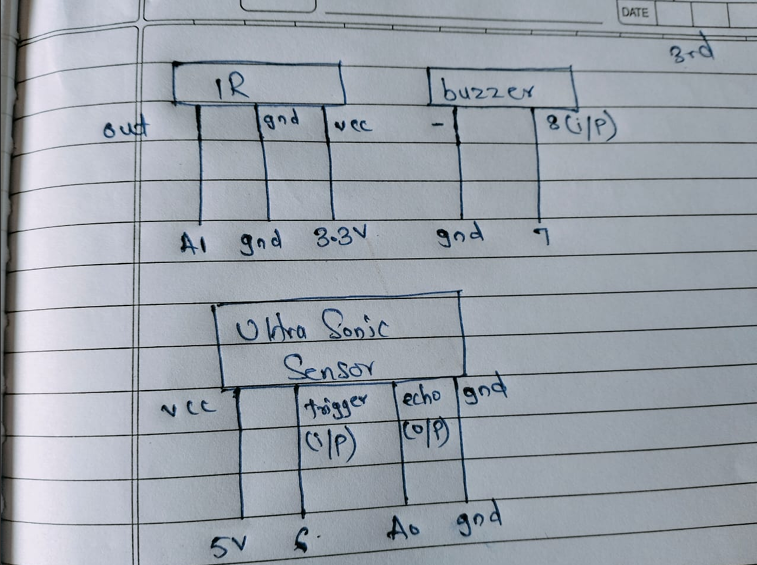 DATE
3rd
IR
buzzer
out gnd vcc - 8(i/P)
A1 gnd 3.3V gnd 7
Ultra Sonic
Sensor
vcc trigger echo gnd
(i/P) (o/P)
5V 6. A0 gnd